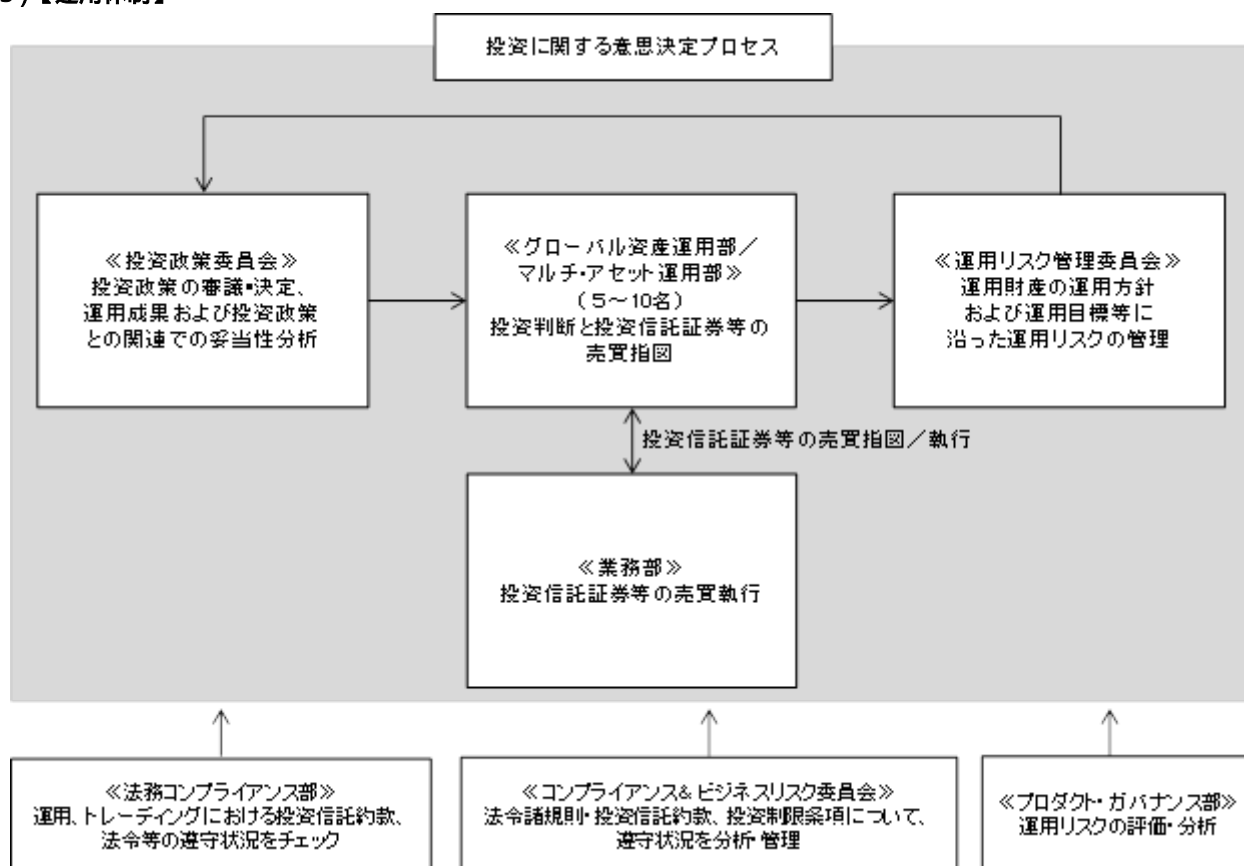 【運用体制】
投資に関する意思決定プロセス
≪投資政策委員会≫
投資政策の審議・決定、
運用成果および投資政策
との関連での妥当性分析
≪グローバル資産運用部／
マルチ・アセット運用部≫
（５～10名）
投資判断と投資信託証券等の
売買指図
≪運用リスク管理委員会≫
運用財産の運用方針
および運用目標等に
沿った運用リスクの管理
投資信託証券等の売買指図／執行
≪業務部≫
投資信託証券等の売買執行
≪法務コンプライアンス部≫
運用、トレーディングにおける投資信託約款、
法令等の遵守状況をチェック
≪コンプライアンス& ビジネスリスク委員会≫
法令諸規則・投資信託約款、投資制限条項について、
遵守状況を分析・管理
≪プロダクト・ガバナンス部≫
運用リスクの評価・分析